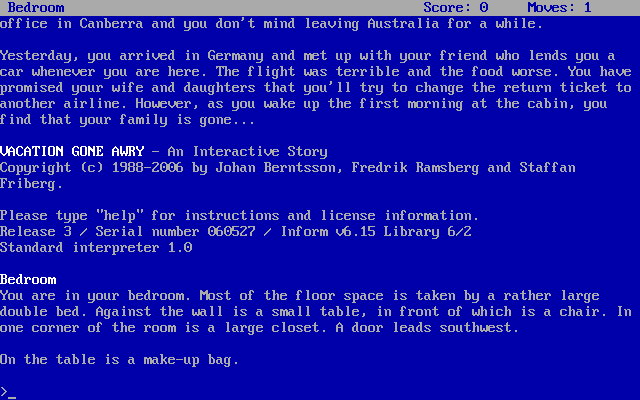 Bedroom Score: 0 Moves: 1
office in Canberra and you don't mind leaving Australia for a while.
Yesterday, you arrived in Germany and met up with your friend who lends you a
car whenever you are here. The flight was terrible and the food worse. You have
promised your wife and daughters that you'll try to change the return ticket to
another airline. However, as you wake up the first morning at the cabin, you
find that your family is gone...
VACATION GONE AWRY - An Interactive Story
Copyright (c) 1988-2006 by Johan Berntsson, Fredrik Ramsberg and Staffan
Friberg.
Please type "help" for instructions and license information.
Release 3 / Serial number 060527 / Inform v6.15 Library 6/2
Standard interpreter 1.0
Bedroom
You are in your bedroom. Most of the floor space is taken by a rather large
double bed. Against the wall is a small table, in front of which is a chair. In
one corner of the room is a large closet. A door leads southwest.
On the table is a make-up bag.
>_